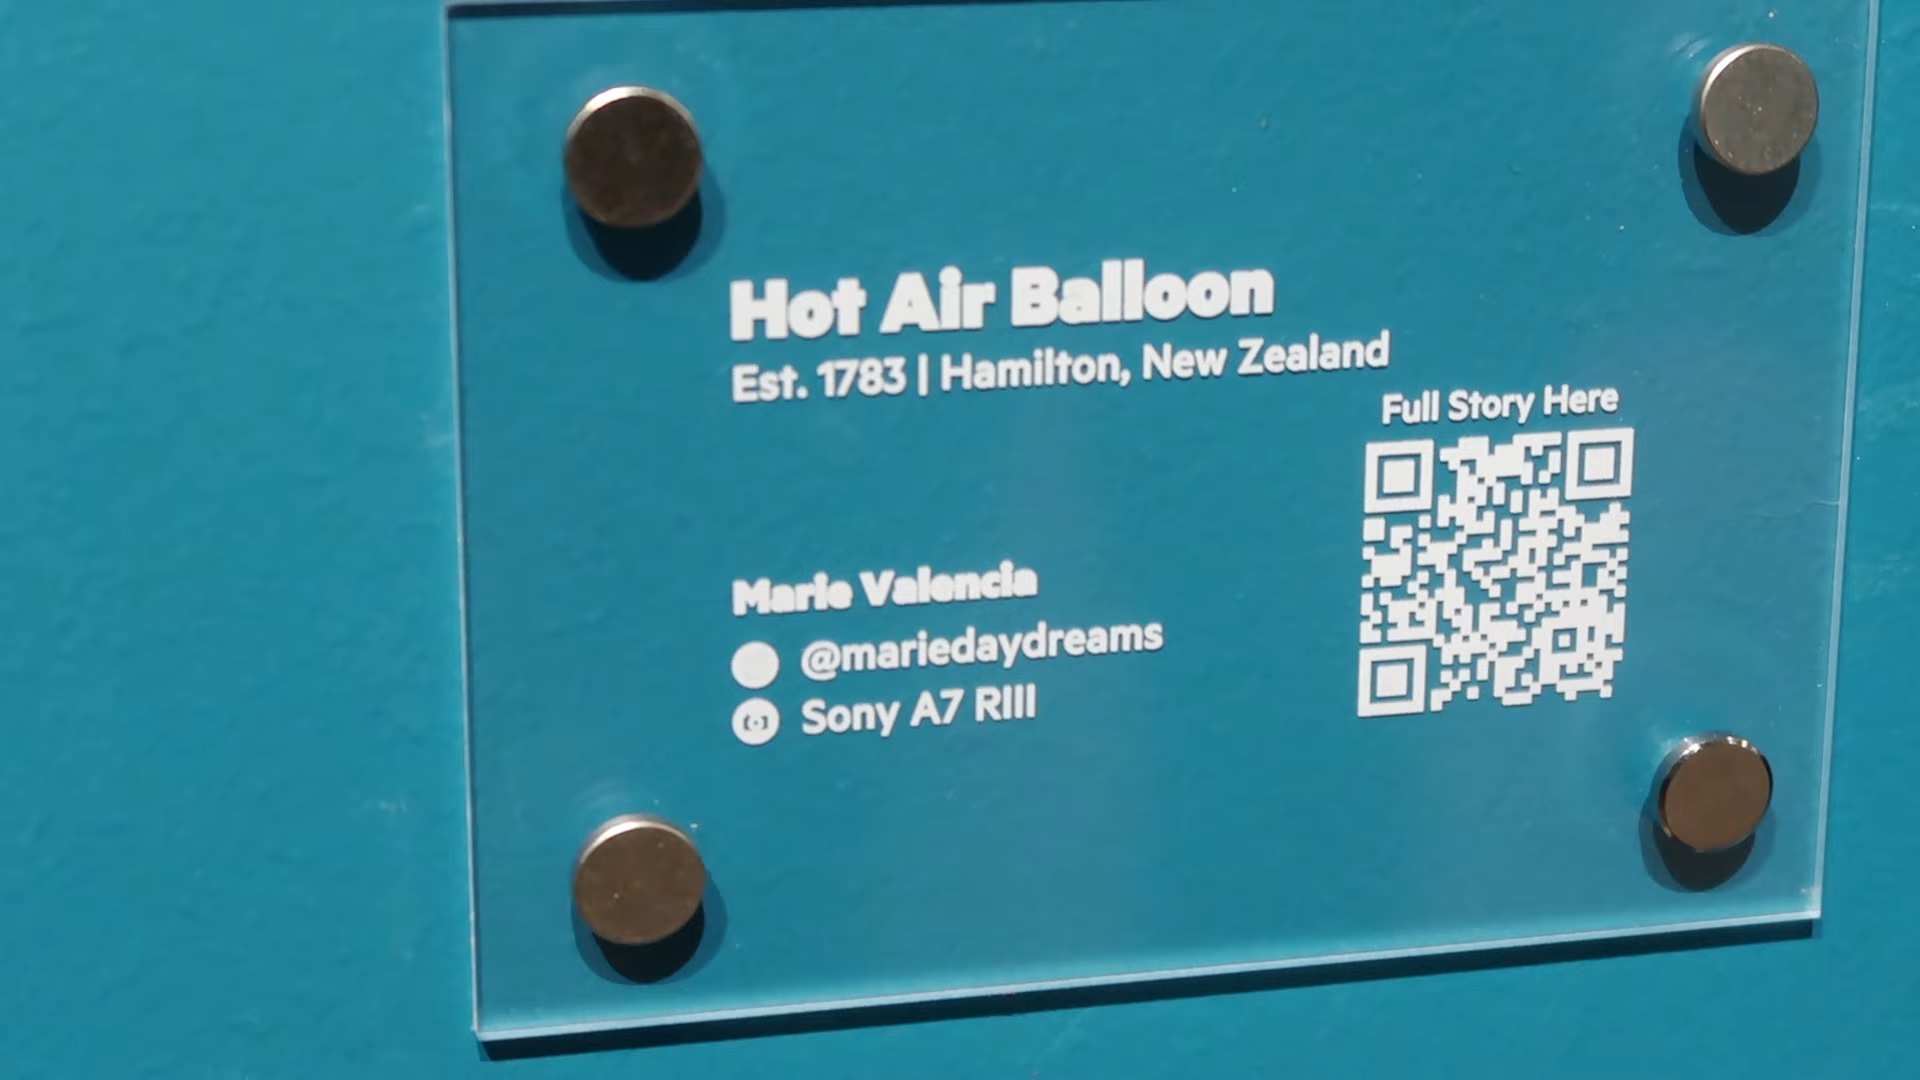 Hot Air Balloon
Est. 1783 | Hamilton, New Zealand
Full Story Here
Marie Valencia
@mariedaydreams
Sony A7 RIII